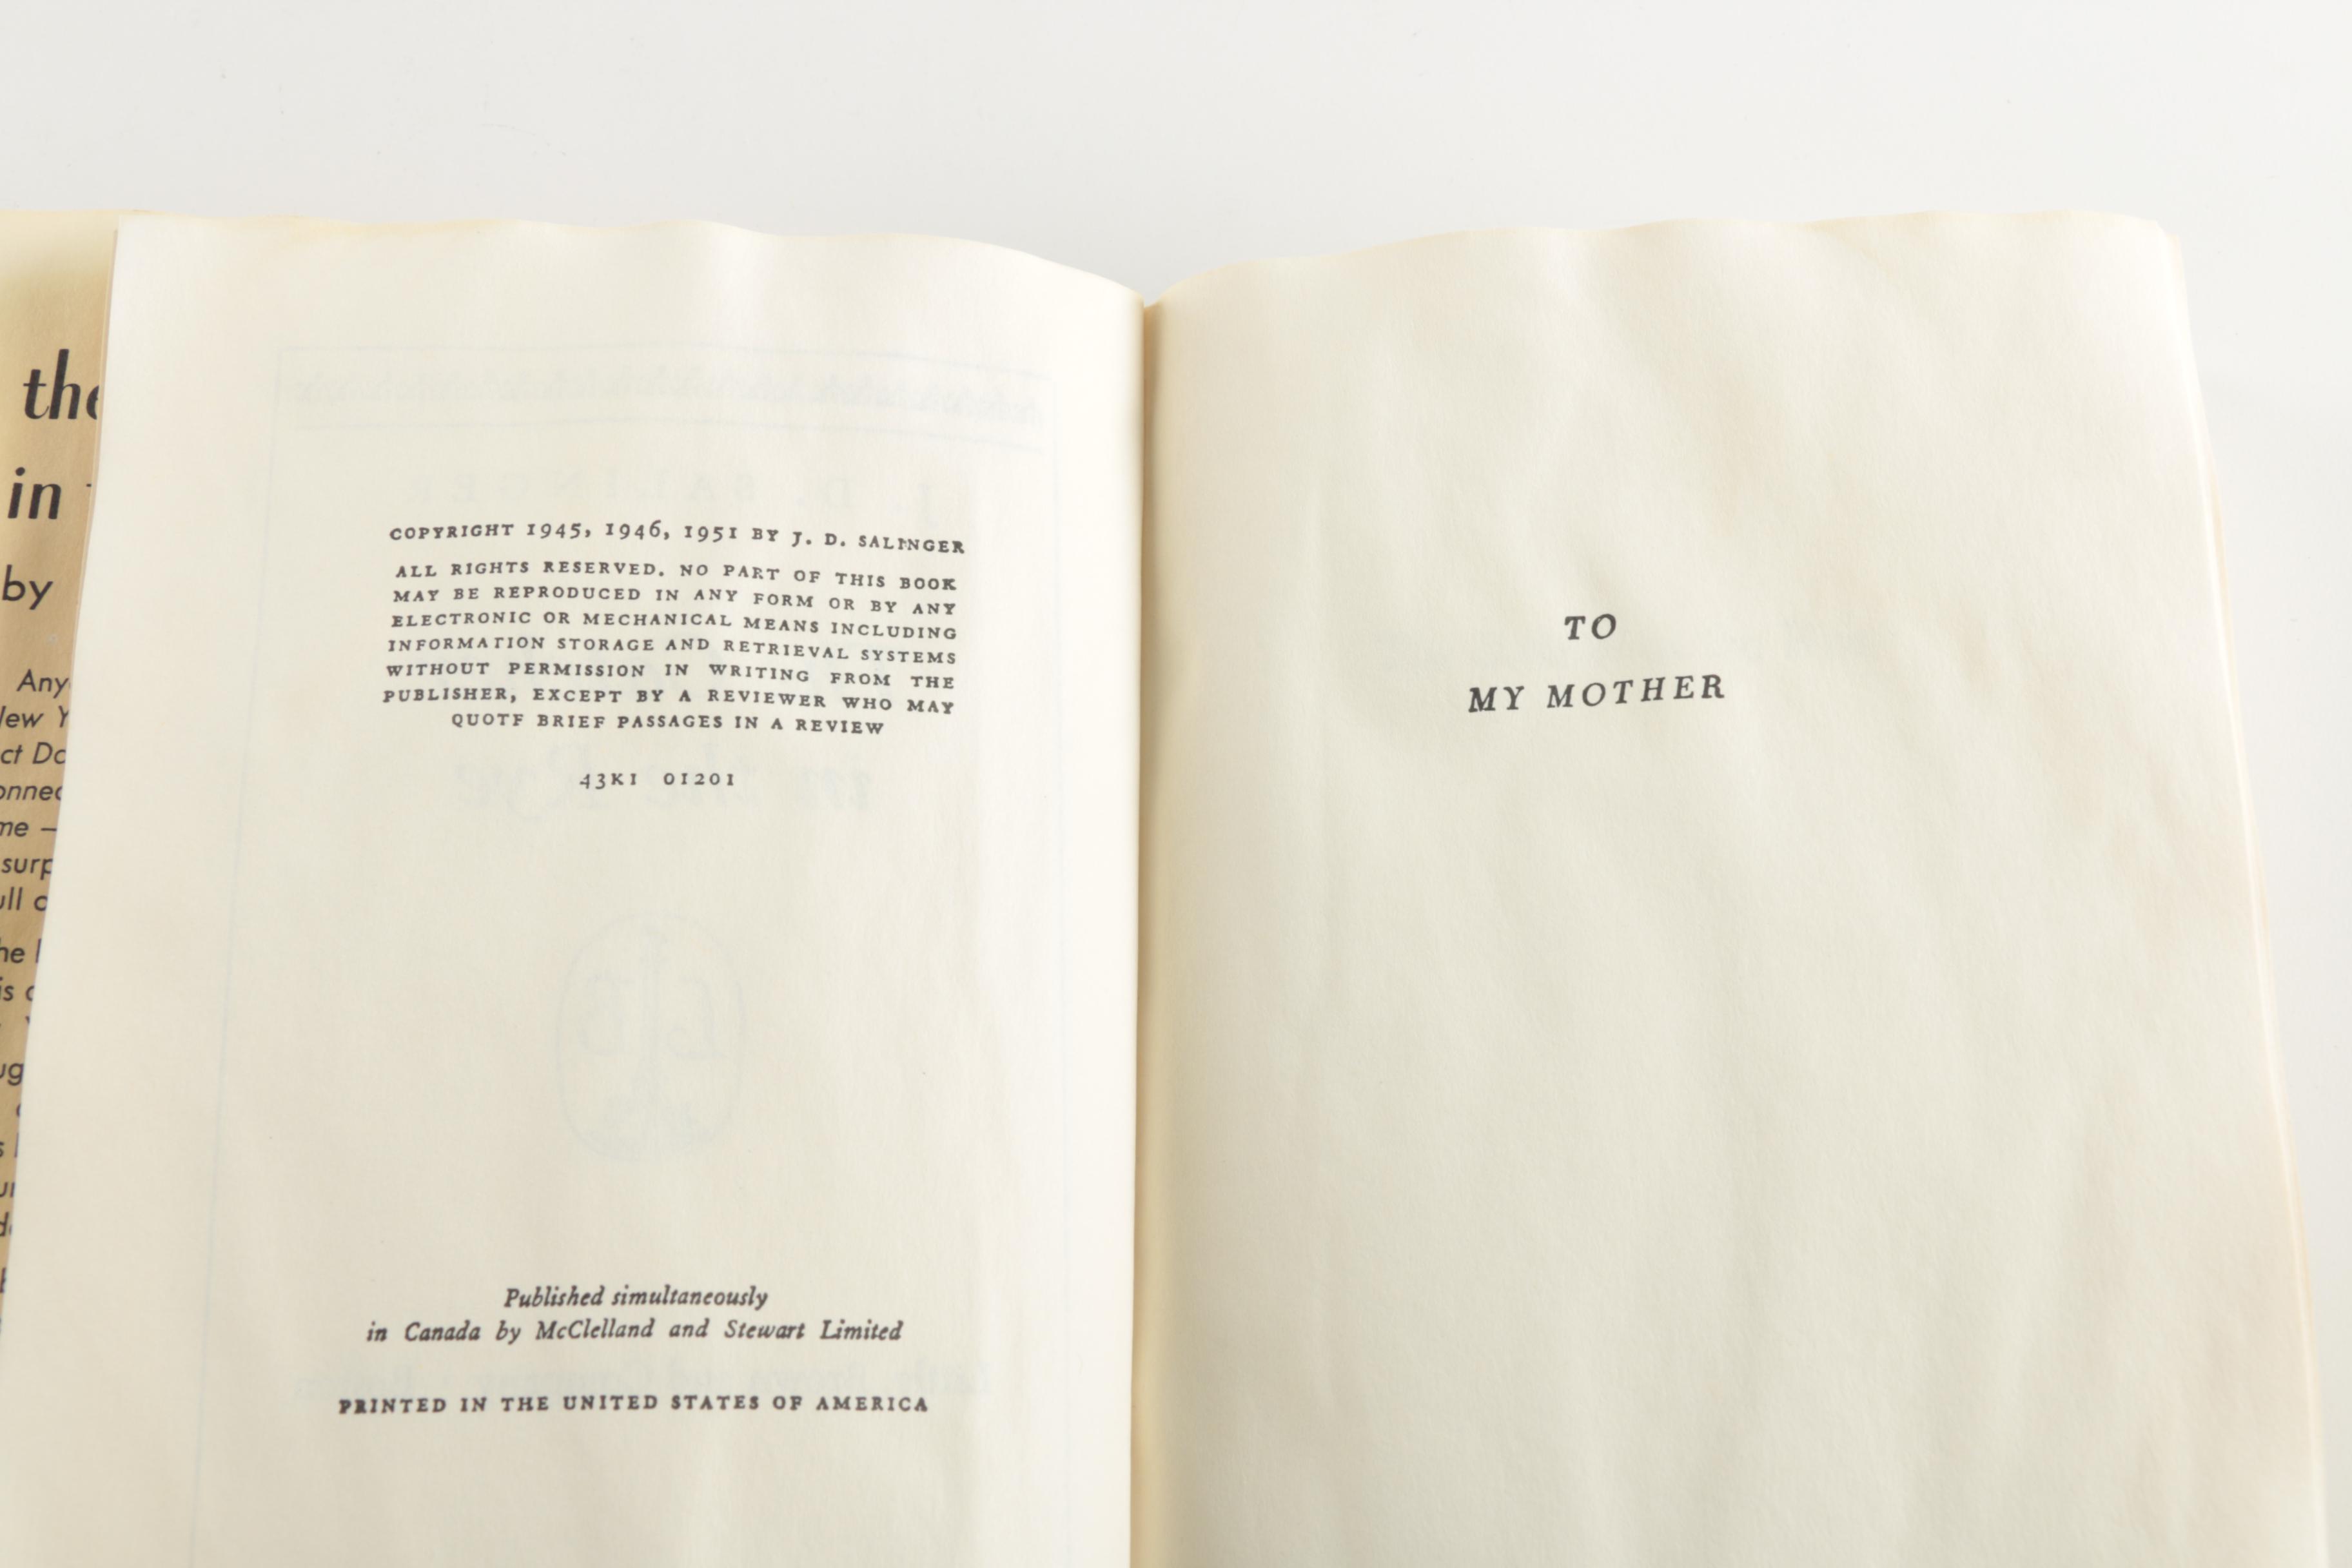 the
in
by
Any
ew Y
ct Do
onnec
me —
surp
ll c
he
is
ug
COPYRIGHT 1945, 1946, 1951 BY J. D. SALINGER
ALL RIGHTS RESERVED. NO PART OF THIS BOOK
MAY BE REPRODUCED IN ANY FORM OR BY ANY
ELECTRONIC OR MECHANICAL MEANS INCLUDING
INFORMATION STORAGE AND RETRIEVAL SYSTEMS
WITHOUT PERMISSION IN WRITING FROM THE
PUBLISHER, EXCEPT BY A REVIEWER WHO MAY
QUOTE BRIEF PASSAGES IN A REVIEW
43K1 01201
Published simultaneously
in Canada by McClelland and Stewart Limited
PRINTED IN THE UNITED STATES OF AMERICA
TO
MY MOTHER